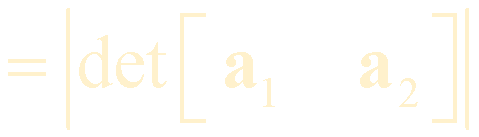 = |det[ a₁ a₂ ]|